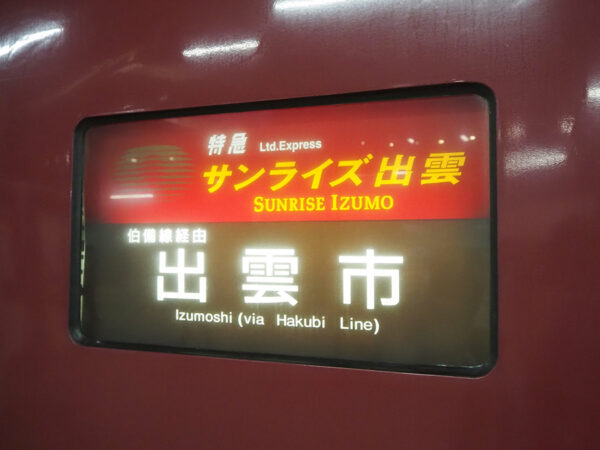 特急 Ltd.Express
サンライズ出雲
SUNRISE IZUMO
伯備線経由
出雲市
Izumoshi (via Hakubi Line)